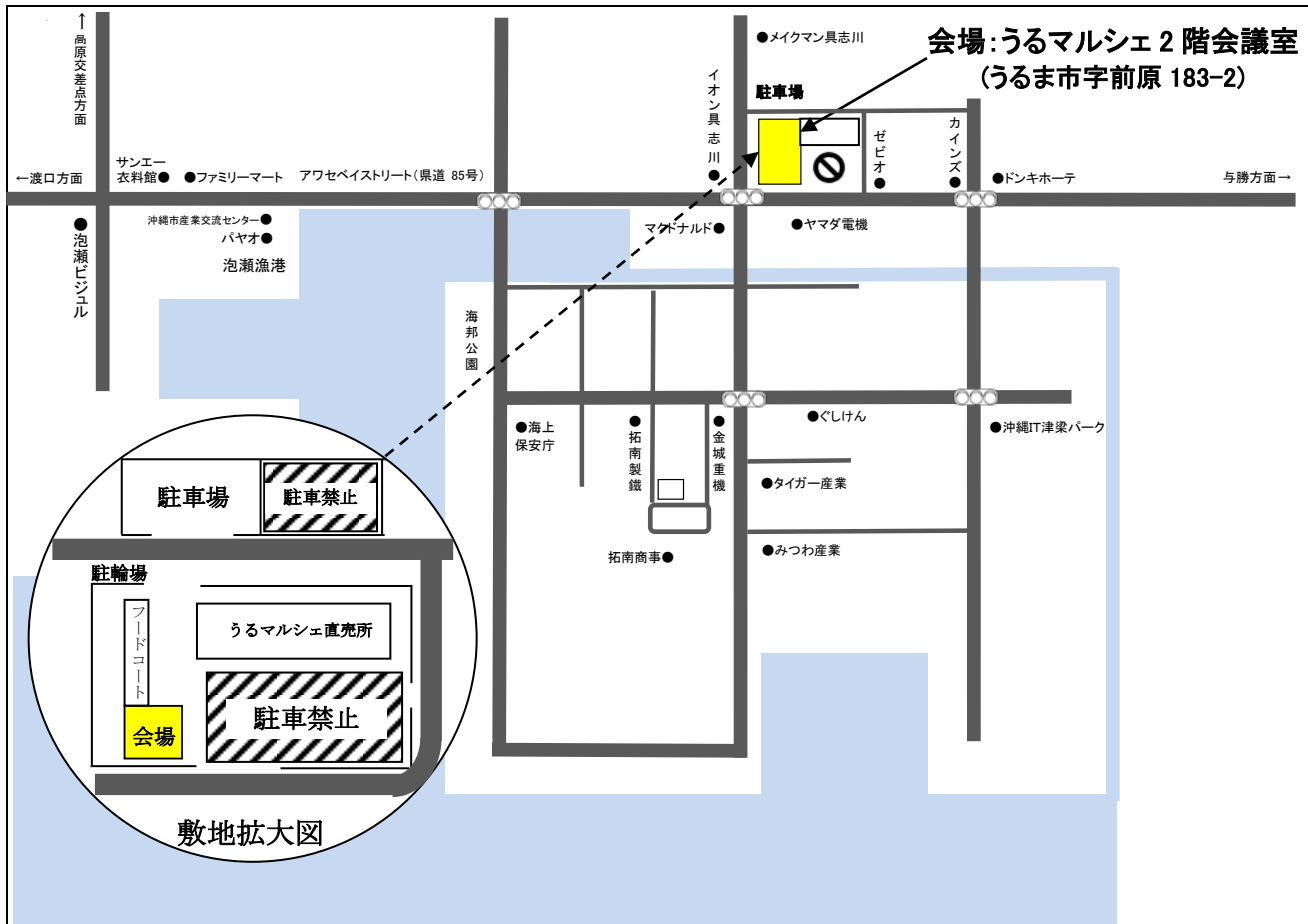 ↑高原交差点方面
●メイクマン具志川
会場：うるマルシェ2階会議室
(うるま市字前原 183-2)
駐車場
イオン具志川●
ゼビオ●
カインズ●
サンエー
衣料館●
●ファミリーマート
アワセベイストリート(県道 85号)
←渡口方面
●ドンキホーテ
与勝方面→
●泡瀬ビジュル
沖縄市産業交流センター●
パヤオ●
泡瀬漁港
マクドナルド●
●ヤマダ電機
海邦公園
●海上
保安庁
●拓南製鐵
●金城重機
●ぐしけん
●沖縄IT津梁パーク
●タイガー産業
拓南商事●
●みつわ産業
駐車場
駐車禁止
駐輪場
フードコート
うるマルシェ直売所
駐車禁止
会場
敷地拡大図